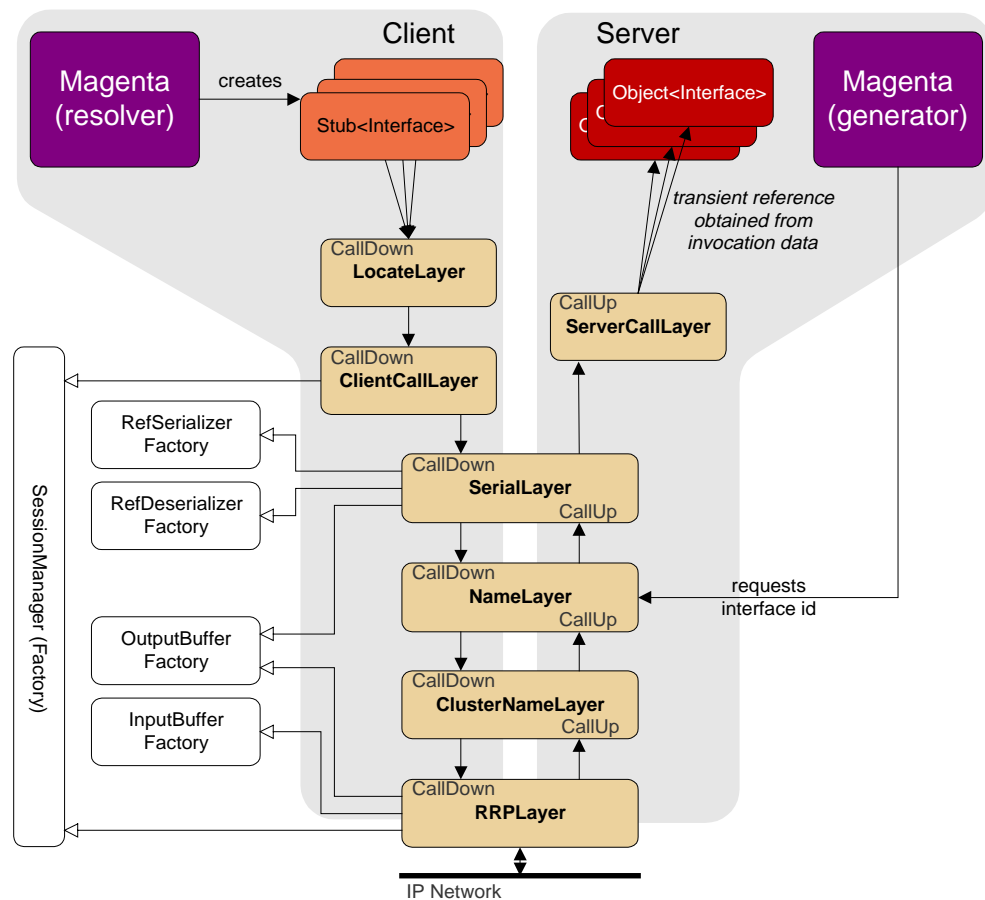 Client
Server
Magenta
(resolver)
creates
Stub<Interface>
Object<Interface>
Magenta
(generator)
transient reference
obtained from
invocation data
CallDown
LocateLayer
CallUp
ServerCallLayer
CallDown
ClientCallLayer
SessionManager (Factory)
RefSerializer
Factory
RefDeserializer
Factory
CallDown
SerialLayer
CallUp
CallDown
NameLayer
CallUp
requests
interface id
OutputBuffer
Factory
InputBuffer
Factory
CallDown
ClusterNameLayer
CallUp
CallDown
RRPLayer
IP Network